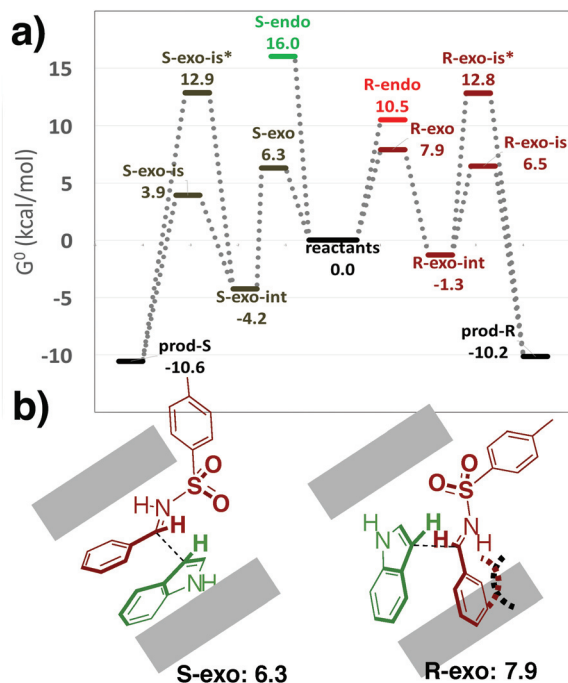 a)
G⁰ (kcal/mol)
15
10
5
0
-5
-10
S-endo
16.0
S-exo-is*
12.9
R-exo-is*
12.8
R-endo
10.5
S-exo
6.3
R-exo
7.9
R-exo-is
6.5
S-exo-is
3.9
reactants
0.0
S-exo-int
-4.2
R-exo-int
-1.3
prod-S
-10.6
prod-R
-10.2
b)
O
S
O
H-N
H
H
NH
S-exo: 6.3
O
S
O
N
H
H
N
H
H
R-exo: 7.9